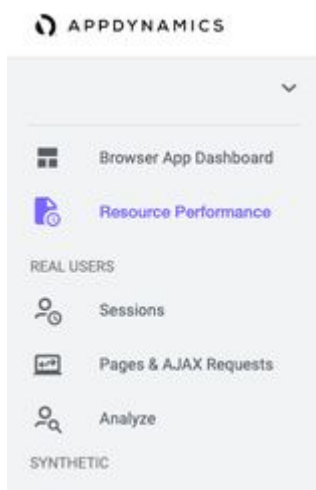 APPDYNAMICS
Browser App Dashboard
Resource Performance
REAL USERS
Sessions
Pages & AJAX Requests
Analyze
SYNTHETIC